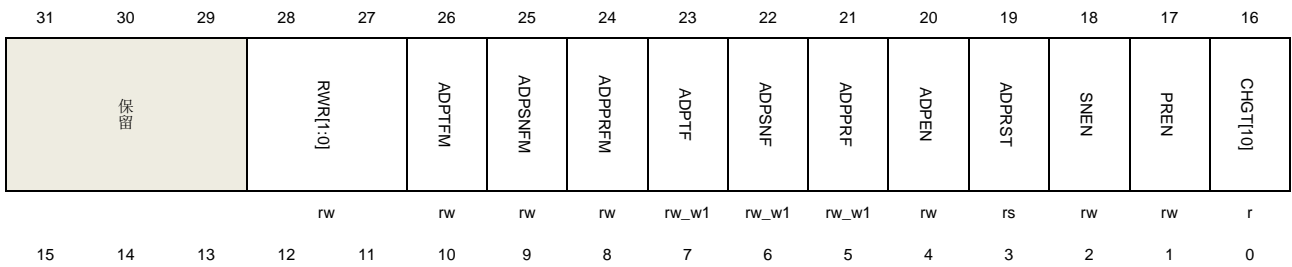 31 30 29 28 27 26 25 24 23 22 21 20 19 18 17 16
保留 RWR[1:0] ADPTFM ADPSNFM ADPPRFM ADPTF ADPSNF ADPPRF ADPEN ADPRST SNEN PREN CHGT[10]
rw rw rw rw rw_w1 rw_w1 rw_w1 rw rs rw rw r
15 14 13 12 11 10 9 8 7 6 5 4 3 2 1 0